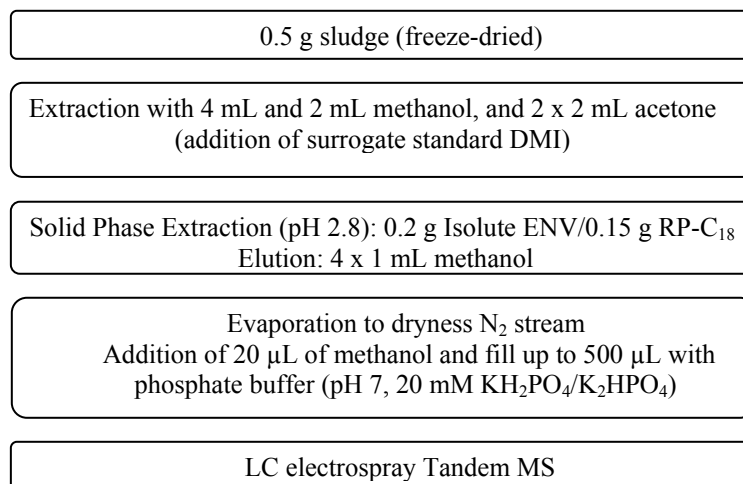 0.5 g sludge (freeze-dried)
Extraction with 4 mL and 2 mL methanol, and 2 x 2 mL acetone
(addition of surrogate standard DMI)
Solid Phase Extraction (pH 2.8): 0.2 g Isolute ENV/0.15 g RP-C₁₈
Elution: 4 x 1 mL methanol
Evaporation to dryness N₂ stream
Addition of 20 µL of methanol and fill up to 500 µL with
phosphate buffer (pH 7, 20 mM KH₂PO₄/K₂HPO₄)
LC electrospray Tandem MS